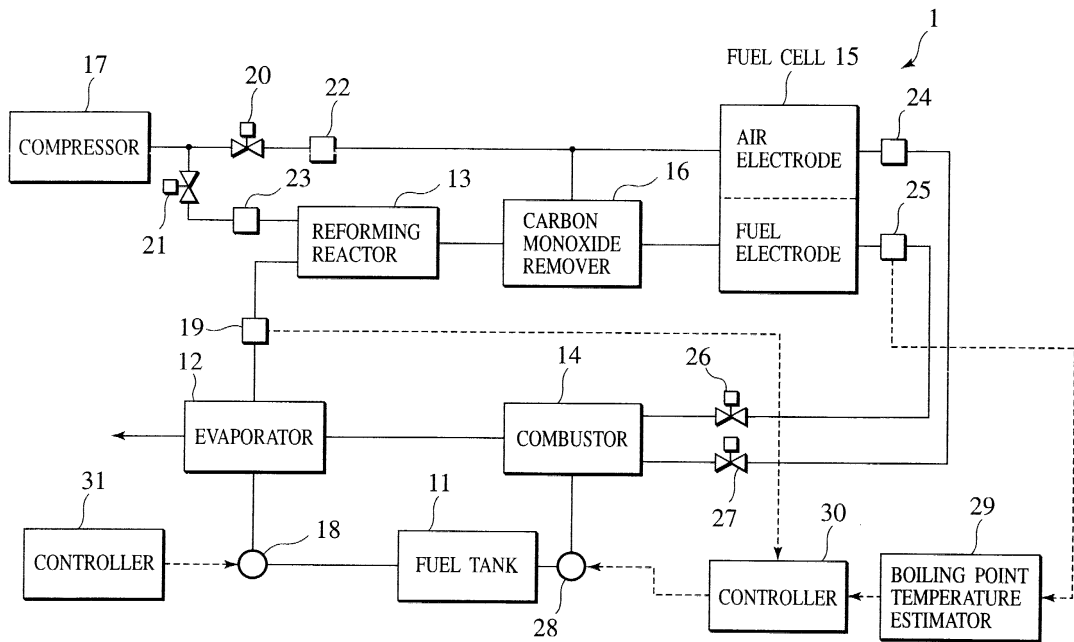 1
17
20
22
FUEL CELL 15
24
COMPRESSOR
AIR
ELECTRODE
21
23
13
16
25
REFORMING
REACTOR
CARBON
MONOXIDE
REMOVER
FUEL
ELECTRODE
19
12
14
26
EVAPORATOR
COMBUSTOR
27
31
18
11
30
29
CONTROLLER
FUEL TANK
28
CONTROLLER
BOILING POINT
TEMPERATURE
ESTIMATOR